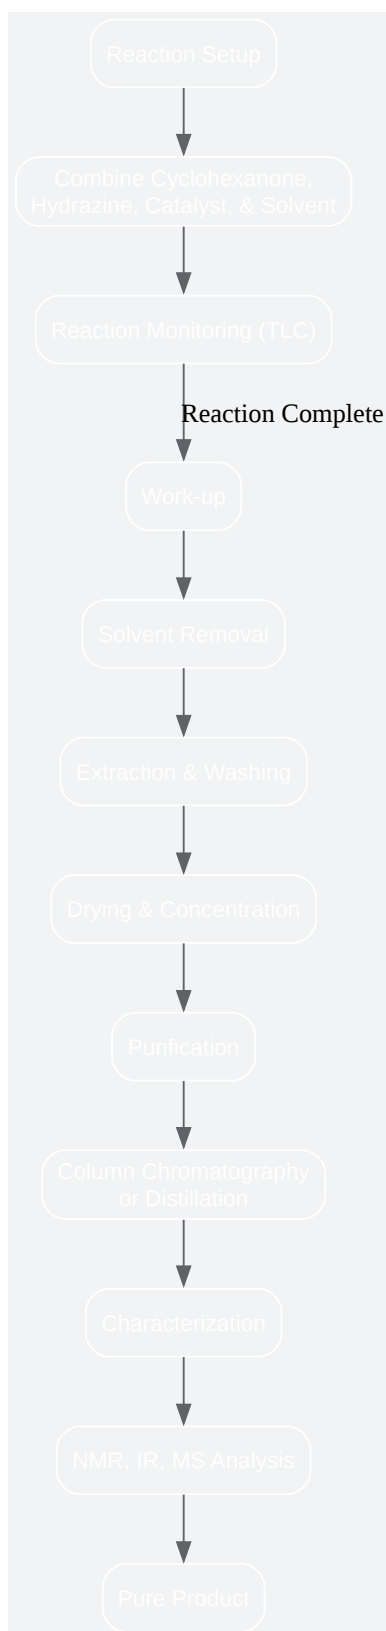 Reaction Setup
Combine Cyclohexanone,
Hydrazine, Catalyst, & Solvent
Reaction Monitoring (TLC)
Reaction Complete
Work-up
Solvent Removal
Extraction & Washing
Drying & Concentration
Purification
Column Chromatography
or Distillation
Characterization
NMR, IR, MS Analysis
Pure Product